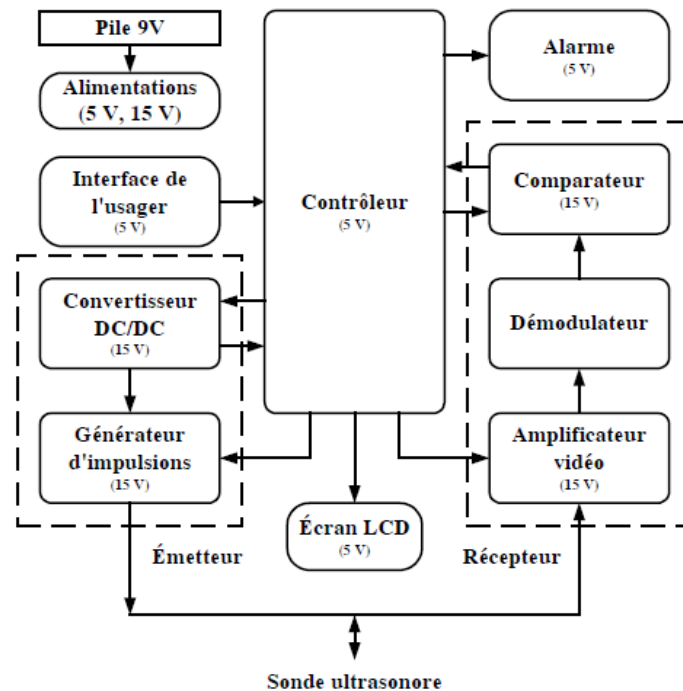 Pile 9V
Alimentations
(5 V, 15 V)
Interface de
l'usager
(5 V)
Convertisseur
DC/DC
(15 V)
Générateur
d'impulsions
(15 V)
Émetteur
Contrôleur
(5 V)
Écran LCD
(5 V)
Alarme
(5 V)
Comparateur
(15 V)
Démodulateur
Amplificateur
vidéo
(15 V)
Récepteur
Sonde ultrasonore